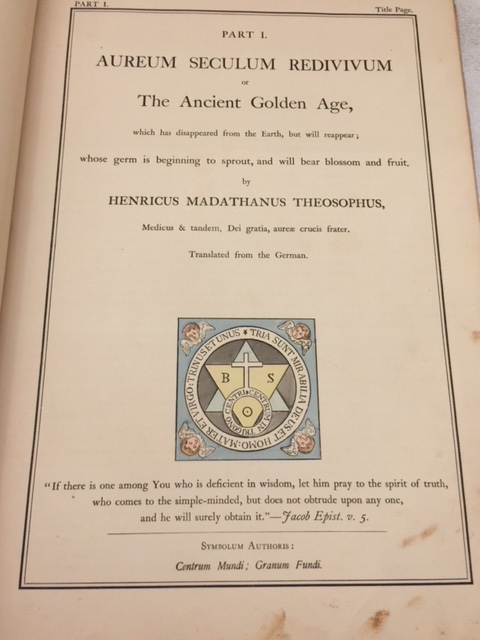 PART I.
Title Page.
PART I.
AUREUM SECULUM REDIVIVUM
or
The Ancient Golden Age,
which has disappeared from the Earth, but will reappear;
whose germ is beginning to sprout, and will bear blossom and fruit.
by
HENRICUS MADATHANUS THEOSOPHUS,
Medicus & tandem, Dei gratia, aureæ crucis frater.
Translated from the German.
TRIA SUNT MIRABILIA DEUS ET HOMO: MATER ET VIRGO: TRINUS ET UNUS
B S
CENTRUM IN TRIGONO CENTRI
"If there is one among You who is deficient in wisdom, let him pray to the spirit of truth,
who comes to the simple-minded, but does not obtrude upon any one,
and he will surely obtain it."—Jacob Epist. v. 5.
SYMBOLUM AUTHORIS:
Centrum Mundi; Granum Fundi.